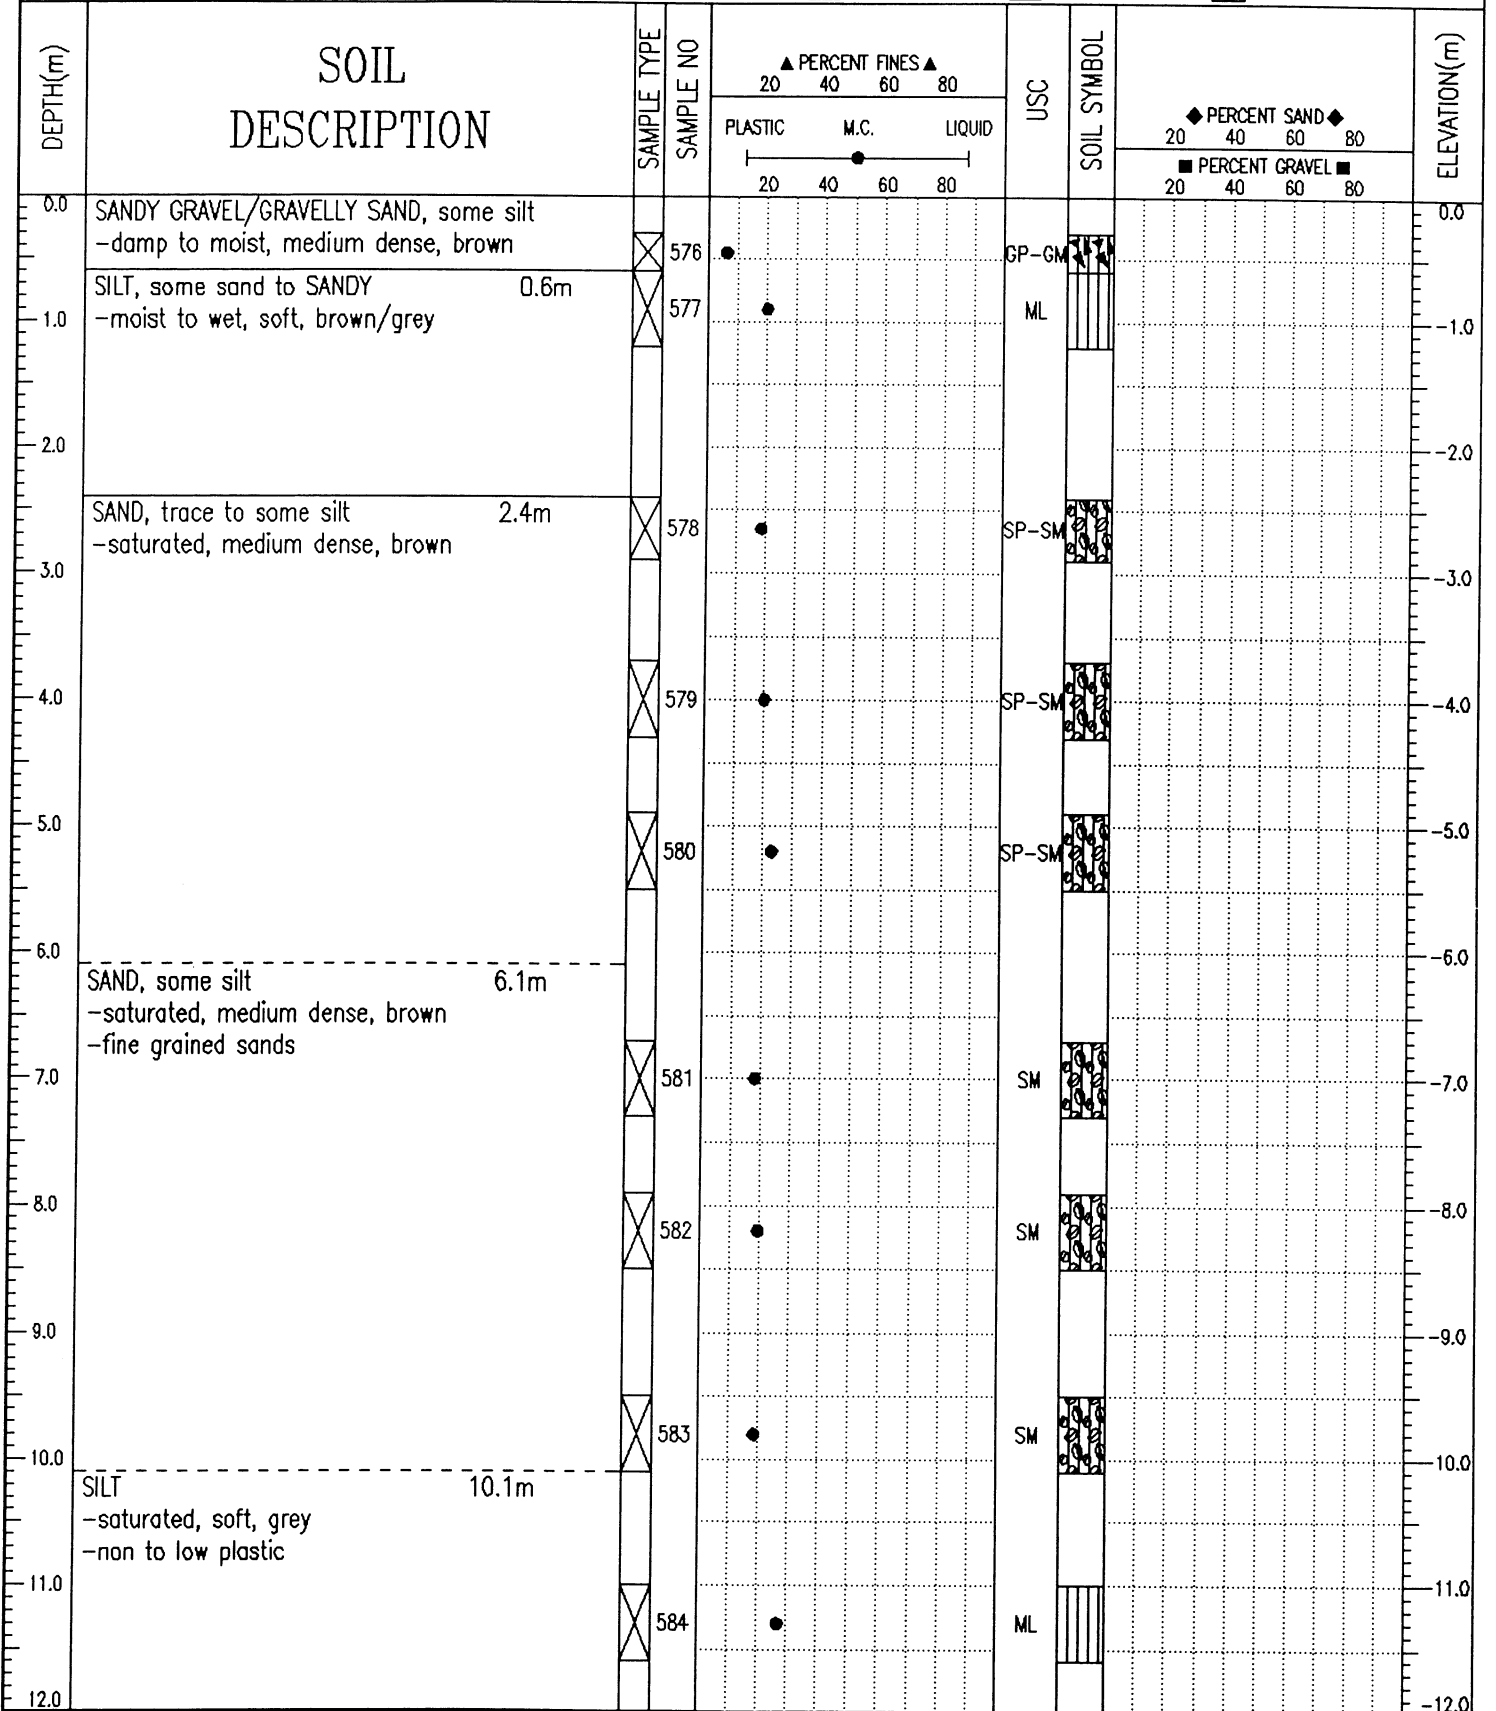 DEPTH(m)
SOIL
DESCRIPTION
SAMPLE TYPE
SAMPLE NO
▲ PERCENT FINES ▲
20 40 60 80
PLASTIC M.C. LIQUID
20 40 60 80
USC
SOIL SYMBOL
◆ PERCENT SAND ◆
20 40 60 80
■ PERCENT GRAVEL ■
20 40 60 80
ELEVATION(m)
0.0 SANDY GRAVEL/GRAVELLY SAND, some silt 0.0
-damp to moist, medium dense, brown 576 GP-GM
SILT, some sand to SANDY 0.6m
577 ML
1.0 -moist to wet, soft, brown/grey -1.0
2.0 -2.0
SAND, trace to some silt 2.4m
578 SP-SM
-saturated, medium dense, brown
3.0 -3.0
4.0 579 SP-SM -4.0
5.0 -5.0
580 SP-SM
6.0 -6.0
SAND, some silt 6.1m
-saturated, medium dense, brown
-fine grained sands
7.0 581 SM -7.0
8.0 -8.0
582 SM
9.0 -9.0
583 SM
10.0 -10.0
SILT 10.1m
-saturated, soft, grey
-non to low plastic
11.0 -11.0
584 ML
12.0 -12.0